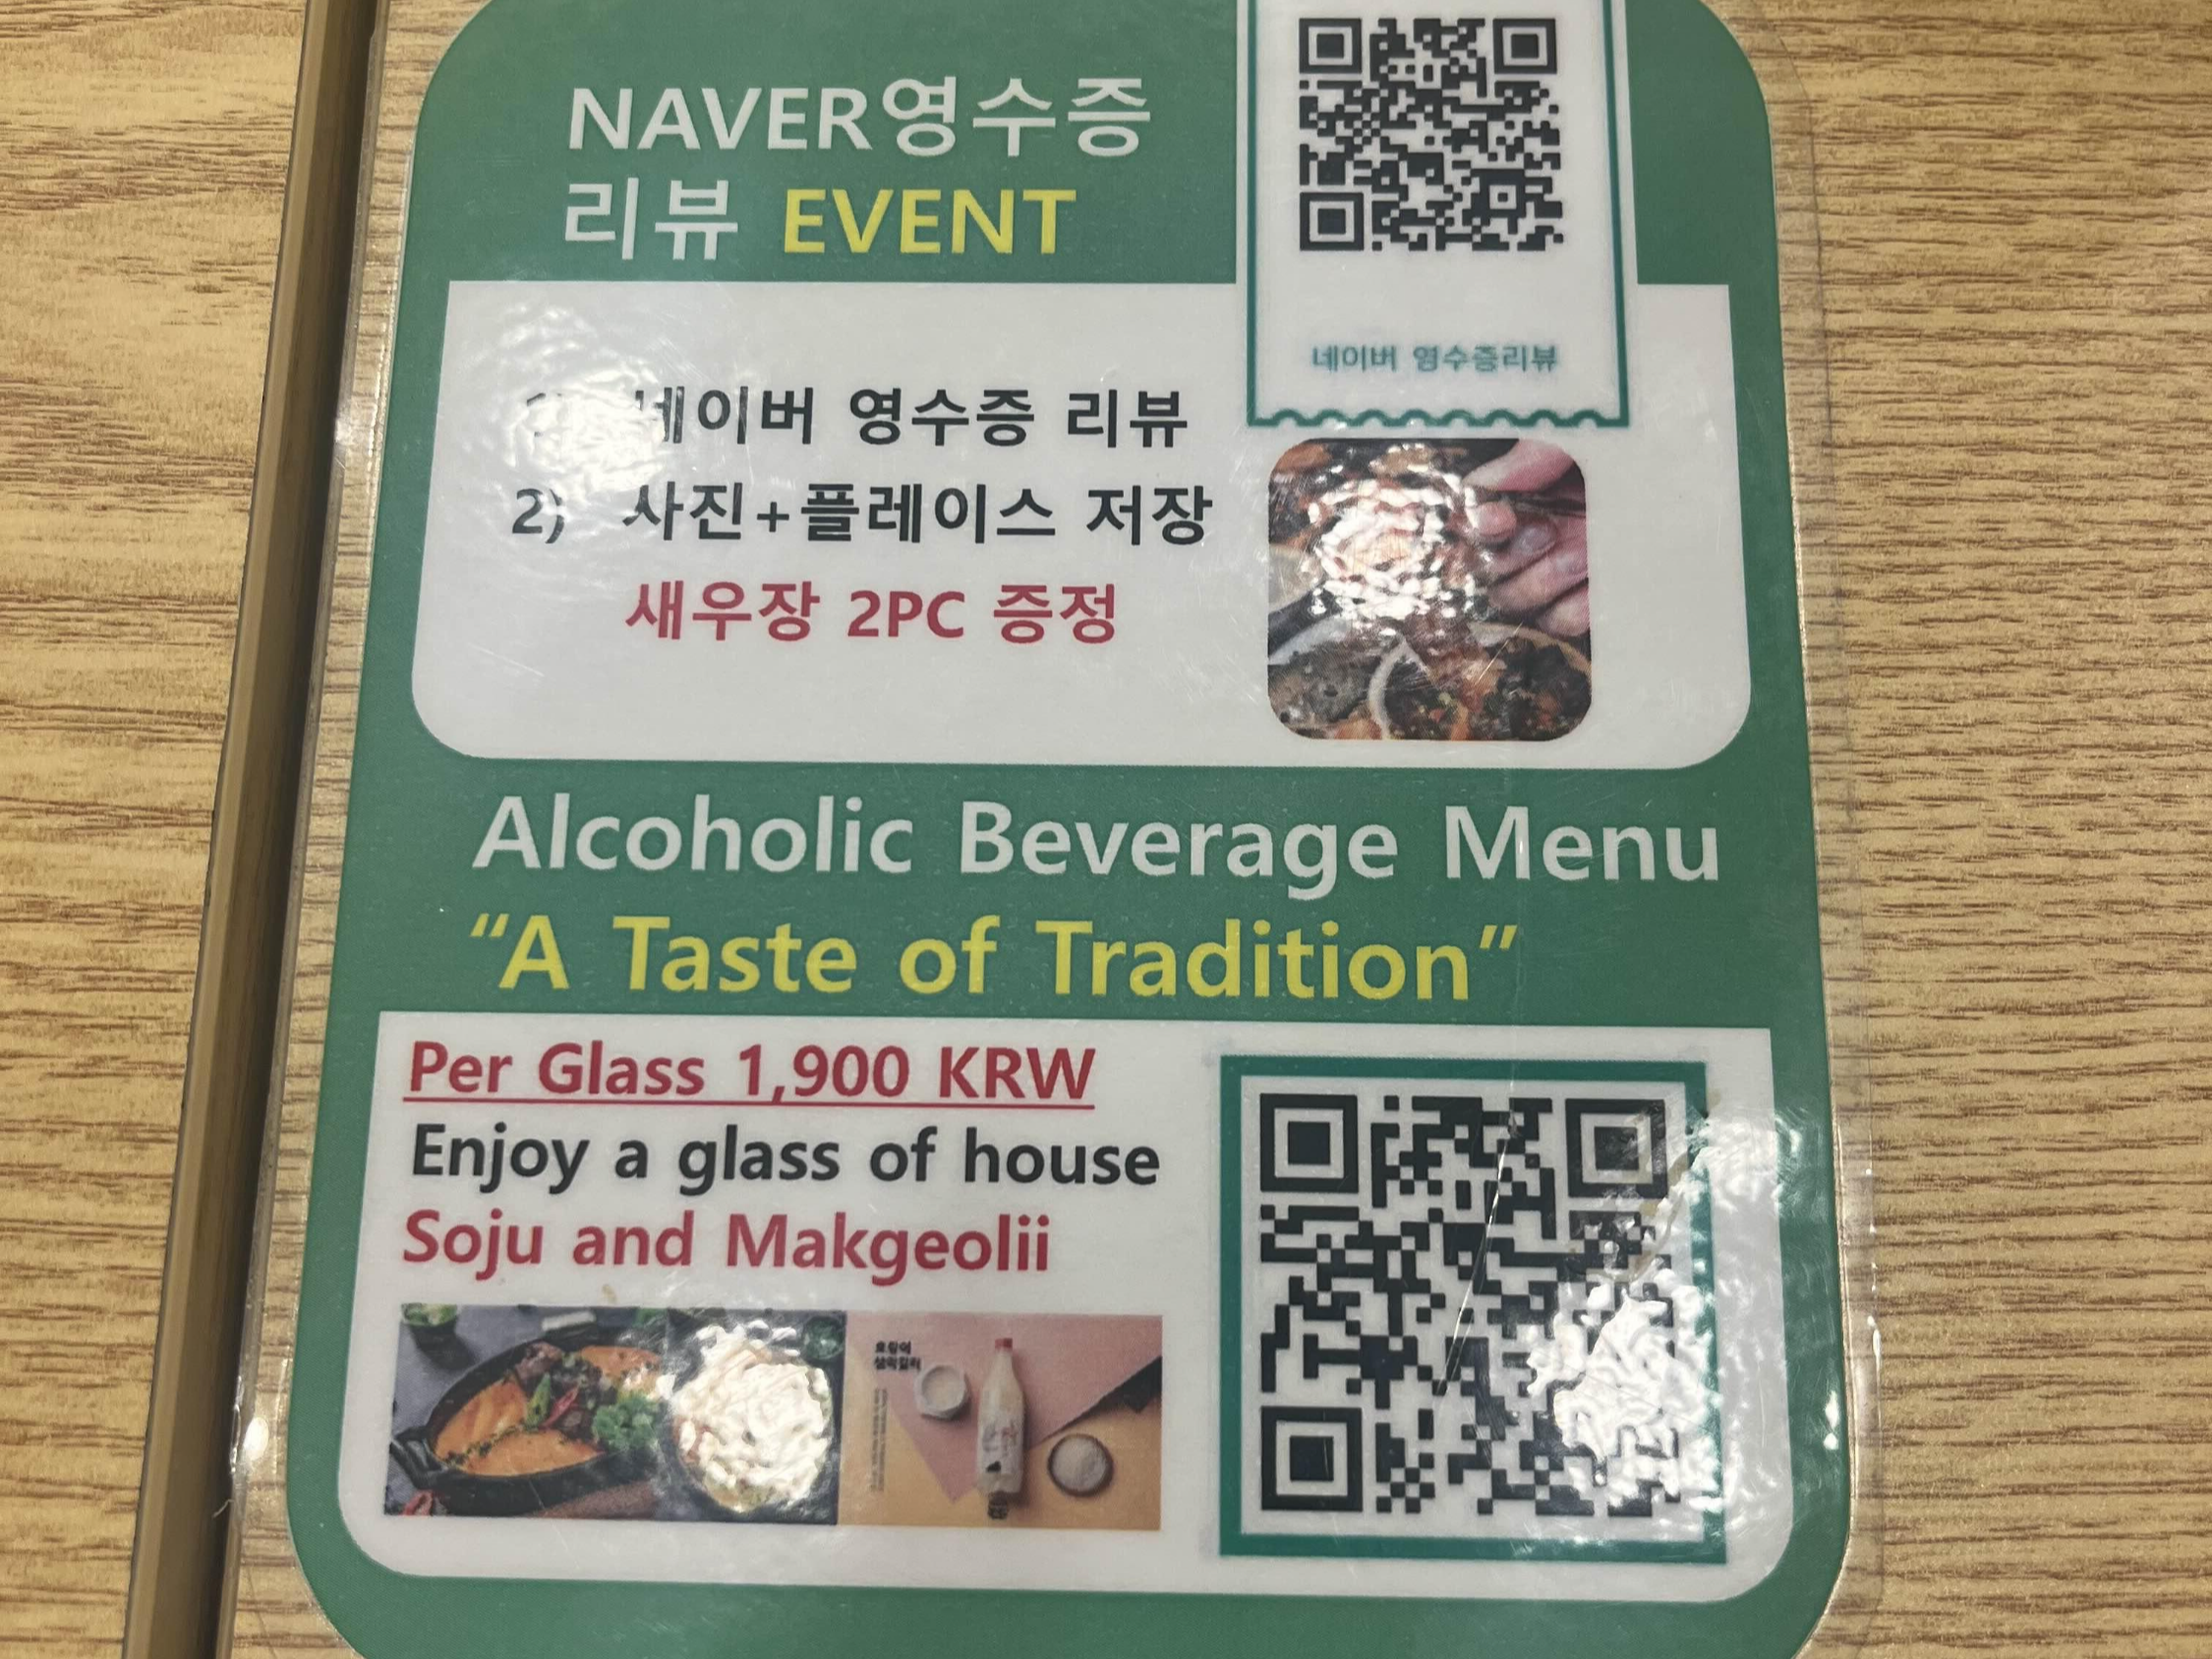 NAVER영수증
리뷰 EVENT
네이버 영수증리뷰
1) 네이버 영수증 리뷰
2) 사진+플레이스 저장
새우장 2PC 증정
Alcoholic Beverage Menu
“A Taste of Tradition”
Per Glass 1,900 KRW
Enjoy a glass of house
Soju and Makgeolii